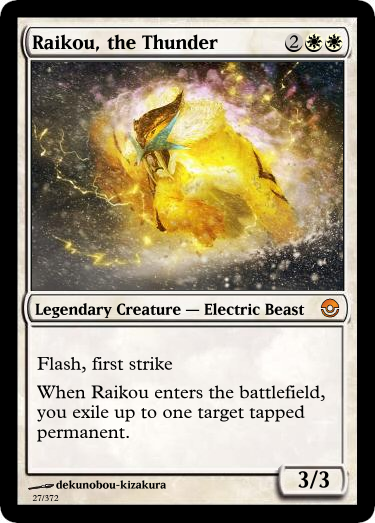 Raikou, the Thunder 2
Legendary Creature — Electric Beast
Flash, first strike
When Raikou enters the battlefield,
you exile up to one target tapped
permanent.
3/3
dekunobou-kizakura
27/372